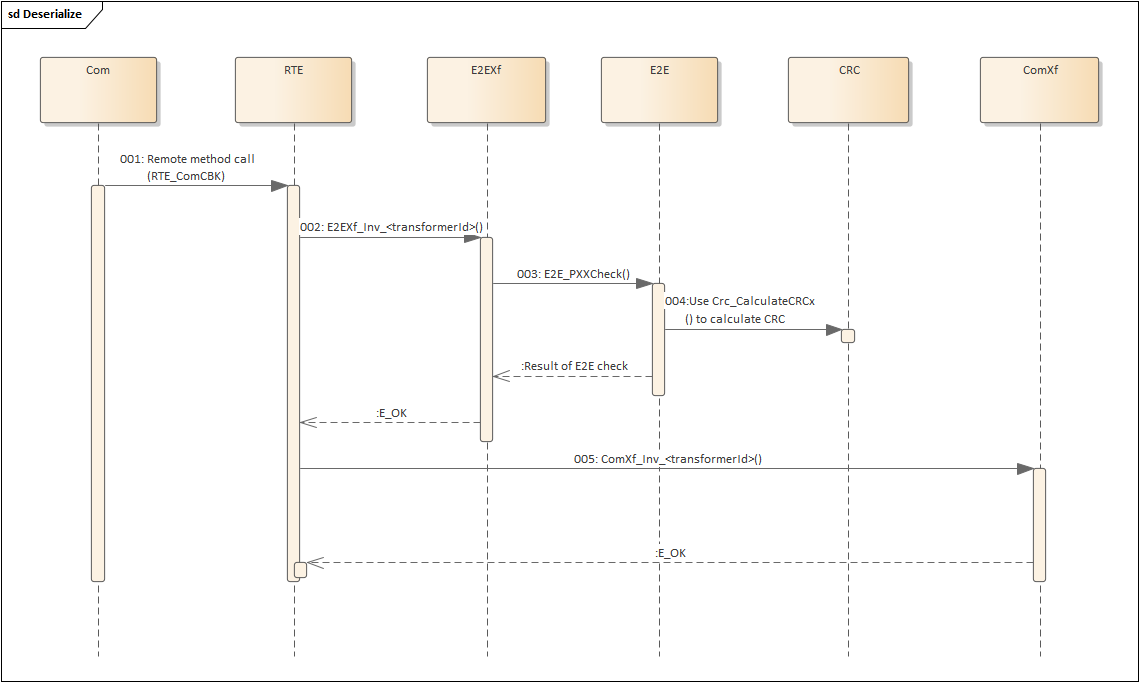 sd Deserialize
Com
RTE
E2EXf
E2E
CRC
ComXf
001: Remote method call
(RTE_ComCBK)
002: E2EXf_Inv_<transformerId>()
003: E2E_PXXCheck()
004:Use Crc_CalculateCRCx
() to calculate CRC
:Result of E2E check
:E_OK
005: ComXf_Inv_<transformerId>()
:E_OK